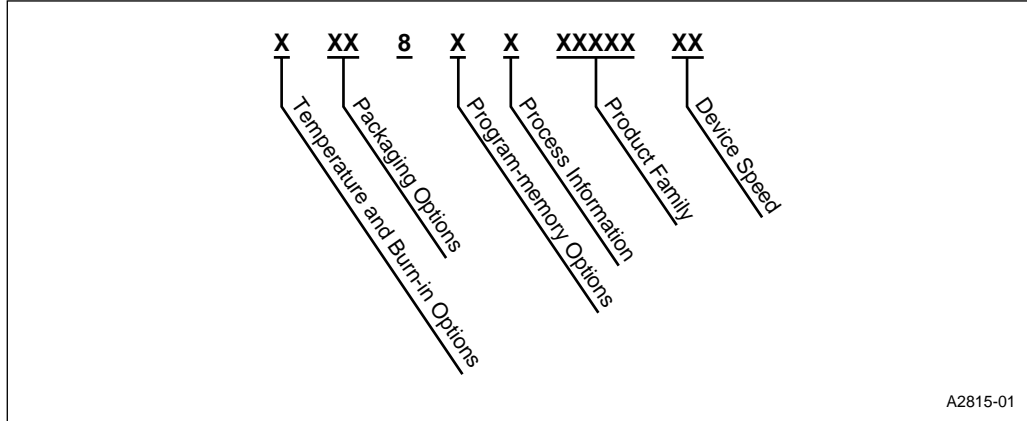 X XX 8 X X XXXXX XX
Temperature and Burn-in Options
Packaging Options
Program-memory Options
Process Information
Product Family
Device Speed
A2815-01